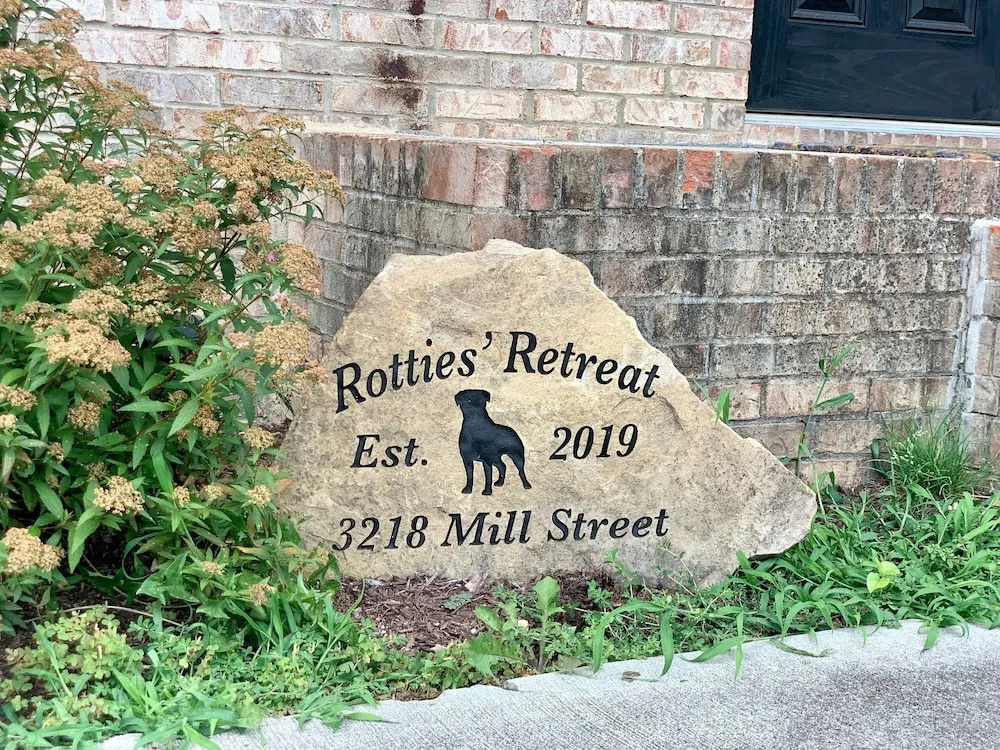 Rotties' Retreat
Est. 2019
3218 Mill Street